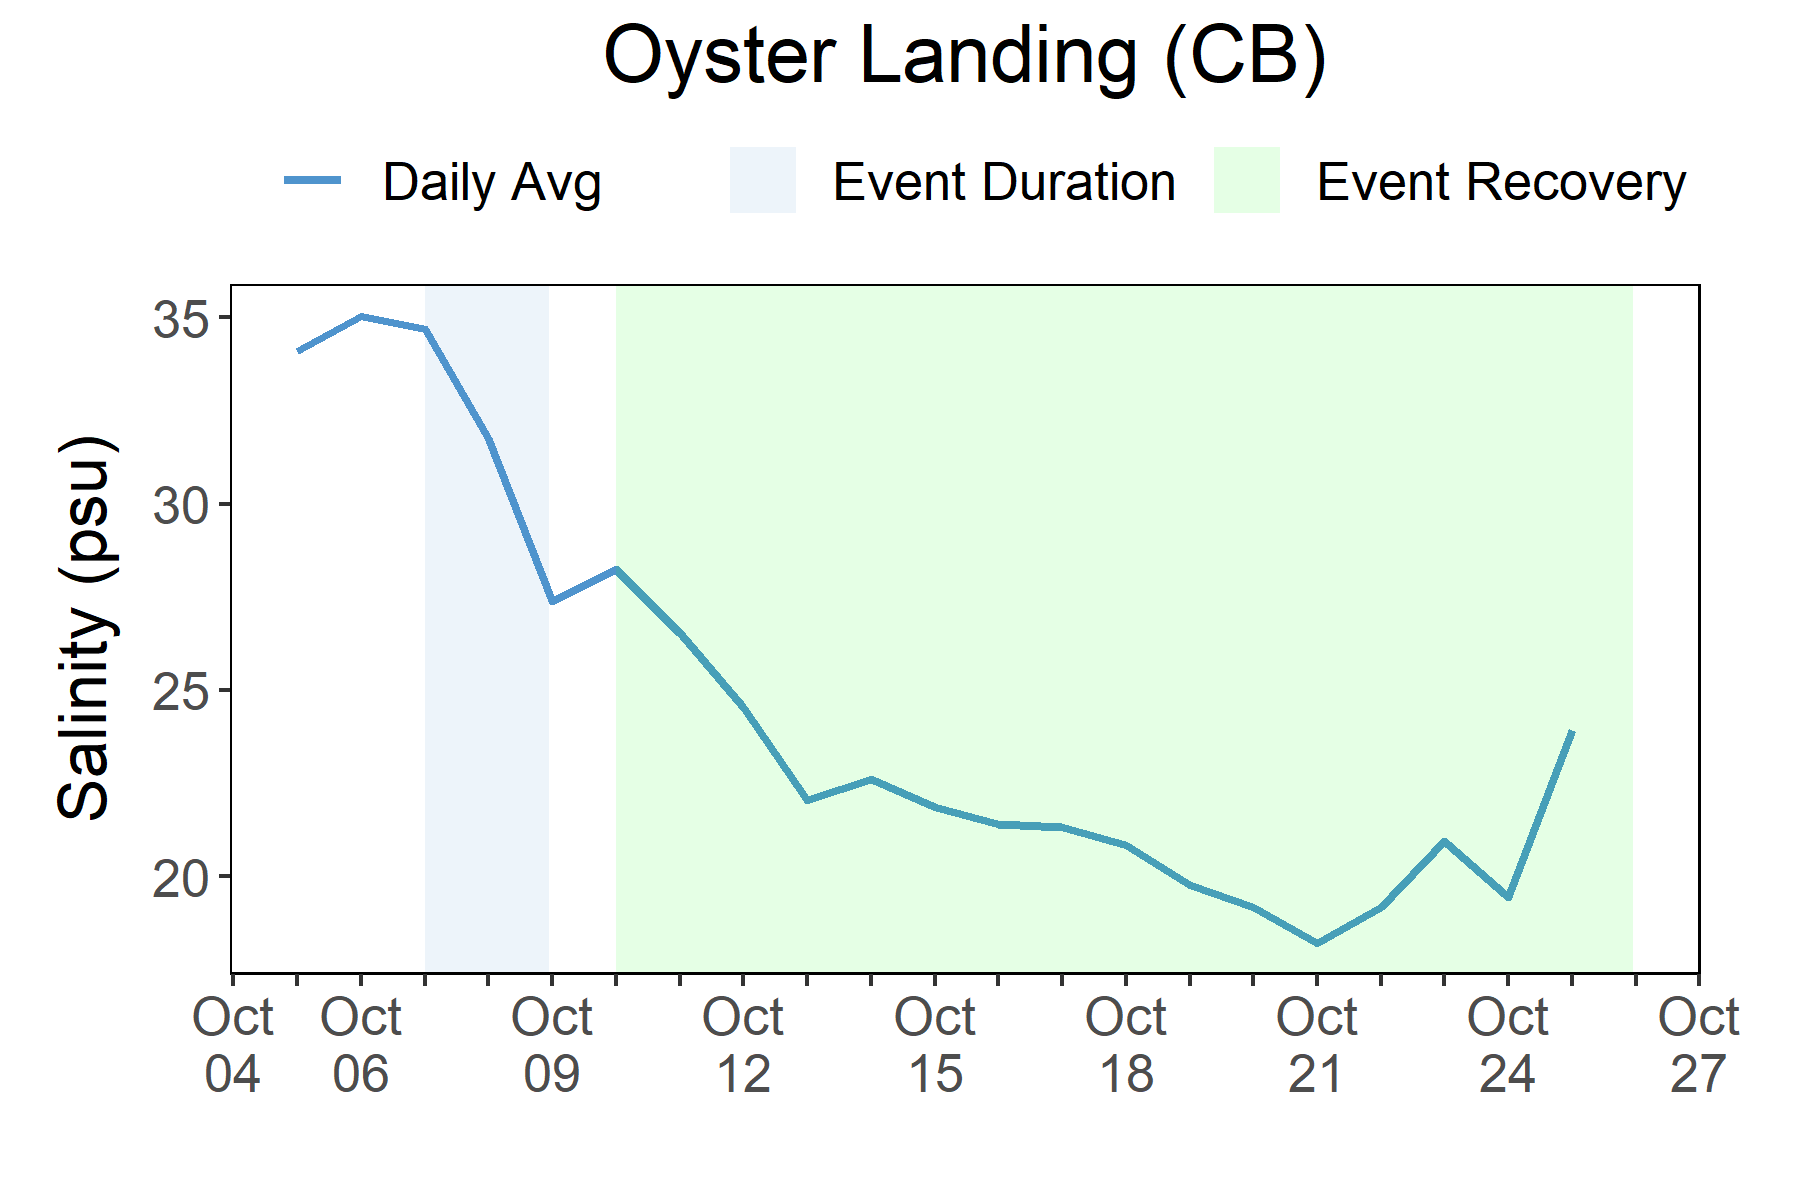 Oyster Landing (CB)
Daily Avg
Event Duration
Event Recovery
Salinity (psu)
35
30
25
20
Oct 04
Oct 06
Oct 09
Oct 12
Oct 15
Oct 18
Oct 21
Oct 24
Oct 27